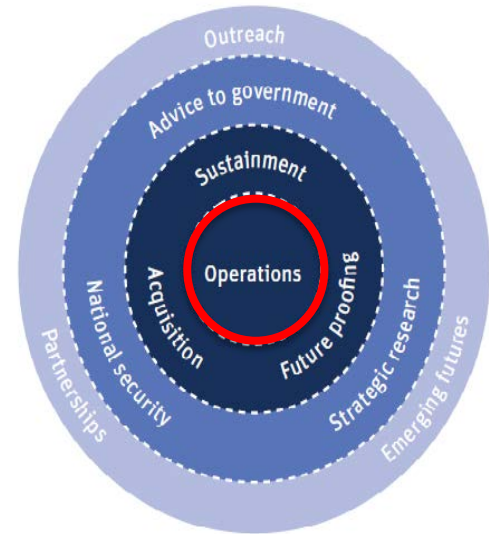 Outreach
Advice to government
Sustainment
Operations
Acquisition
Future proofing
National security
Strategic research
Partnerships
Emerging futures